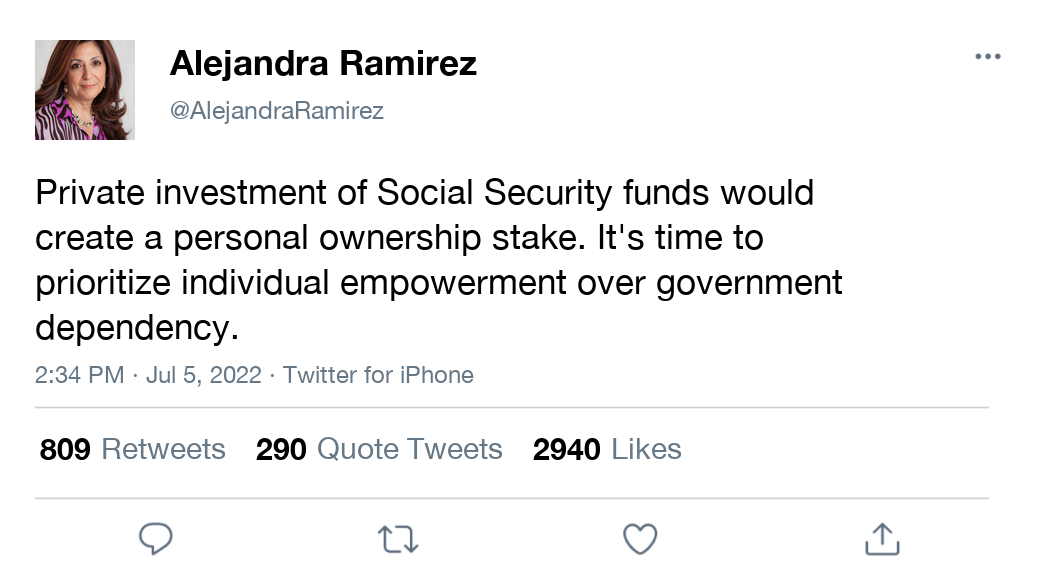 Alejandra Ramirez
@AlejandraRamirez
Private investment of Social Security funds would
create a personal ownership stake. It's time to
prioritize individual empowerment over government
dependency.
2:34 PM · Jul 5, 2022 · Twitter for iPhone
809 Retweets 290 Quote Tweets 2940 Likes